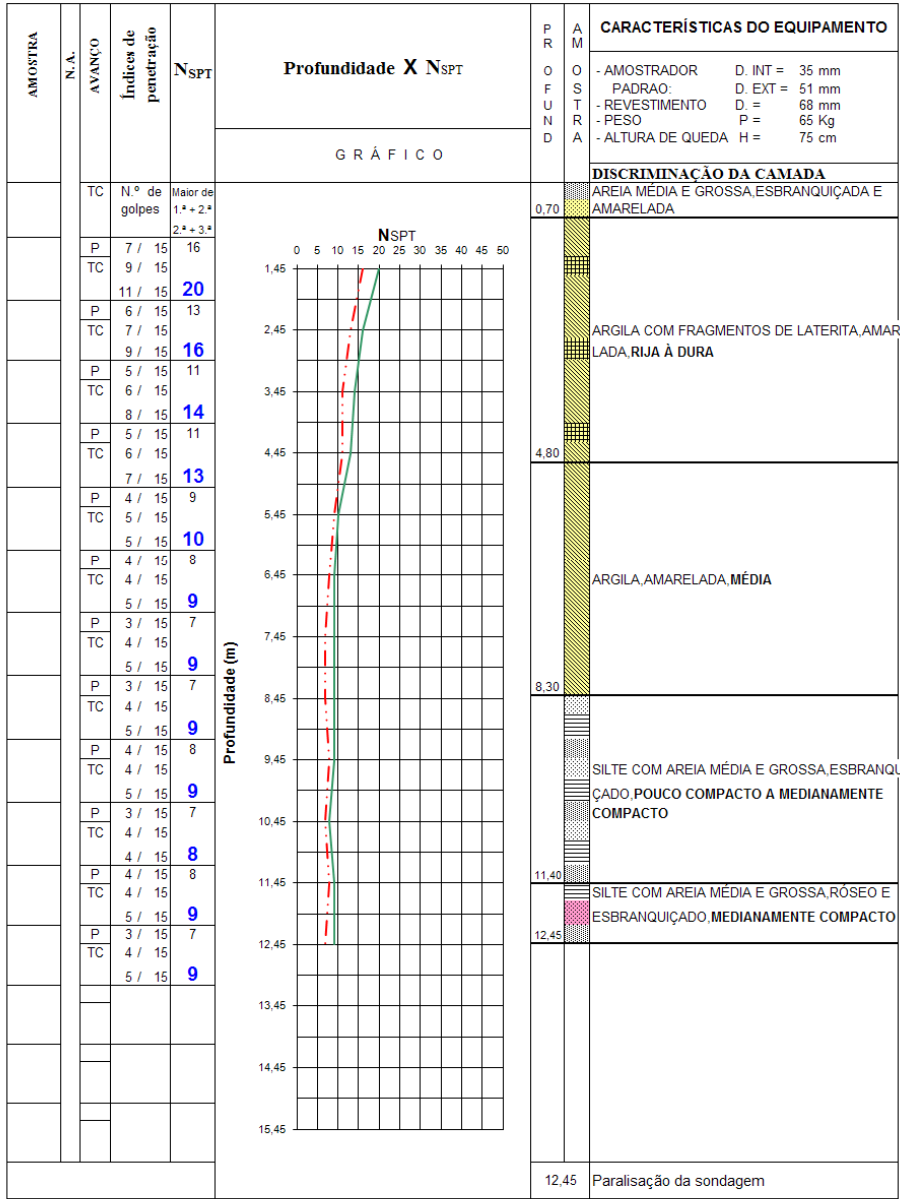 AMOSTRA
N.A.
AVANÇO
Índices de
penetração
NSPT
Profundidade X NSPT
GRÁFICO
P
R
O
F
U
N
D
A
M
O
S
T
R
A
CARACTERÍSTICAS DO EQUIPAMENTO
- AMOSTRADOR D. INT = 35 mm
PADRAO: D. EXT = 51 mm
- REVESTIMENTO D. = 68 mm
- PESO P = 65 Kg
- ALTURA DE QUEDA H = 75 cm
DISCRIMINAÇÃO DA CAMADA
TC N.º de Maior de
golpes 1.ª + 2.ª
2.ª + 3.ª
P 7 / 15 16
TC 9 / 15
11 / 15 20
P 6 / 15 13
TC 7 / 15
9 / 15 16
P 5 / 15 11
TC 6 / 15
8 / 15 14
P 5 / 15 11
TC 6 / 15
7 / 15 13
P 4 / 15 9
TC 5 / 15
5 / 15 10
P 4 / 15 8
TC 4 / 15
5 / 15 9
P 3 / 15 7
TC 4 / 15
5 / 15 9
P 3 / 15 7
TC 4 / 15
5 / 15 9
P 4 / 15 8
TC 4 / 15
5 / 15 9
P 3 / 15 7
TC 4 / 15
4 / 15 8
P 4 / 15 8
TC 4 / 15
5 / 15 9
P 3 / 15 7
TC 4 / 15
5 / 15 9
NSPT
0 5 10 15 20 25 30 35 40 45 50
Profundidade (m)
1,45
2,45
3,45
4,45
5,45
6,45
7,45
8,45
9,45
10,45
11,45
12,45
13,45
14,45
15,45
0,70
AREIA MÉDIA E GROSSA,ESBRANQUIÇADA E
AMARELADA
4,80
ARGILA COM FRAGMENTOS DE LATERITA,AMAR
LADA,RIJA À DURA
8,30
ARGILA,AMARELADA,MÉDIA
11,40
SILTE COM AREIA MÉDIA E GROSSA,ESBRANQU
ÇADO,POUCO COMPACTO A MEDIANAMENTE
COMPACTO
12,45
SILTE COM AREIA MÉDIA E GROSSA,RÓSEO E
ESBRANQUIÇADO,MEDIANAMENTE COMPACTO
12,45 Paralisação da sondagem